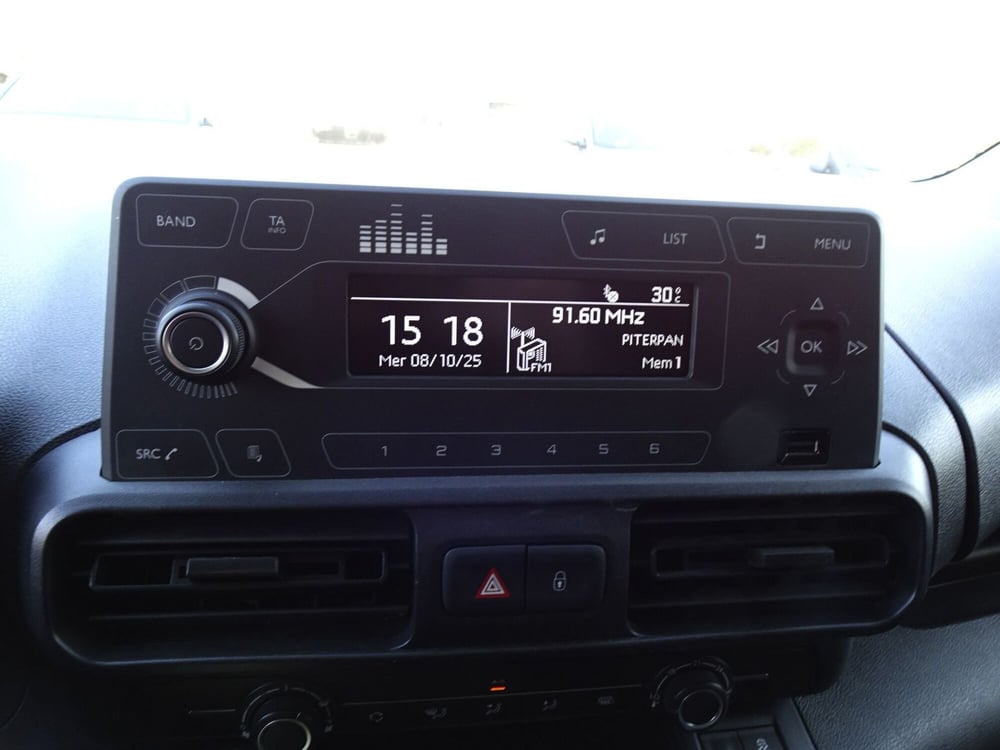 BAND
TA
INFO
LIST
MENU
30°C
91.60 MHz
15 18
PITERPAN
Mer 08/10/25
FM1
Mem 1
OK
SRC
1 2 3 4 5 6